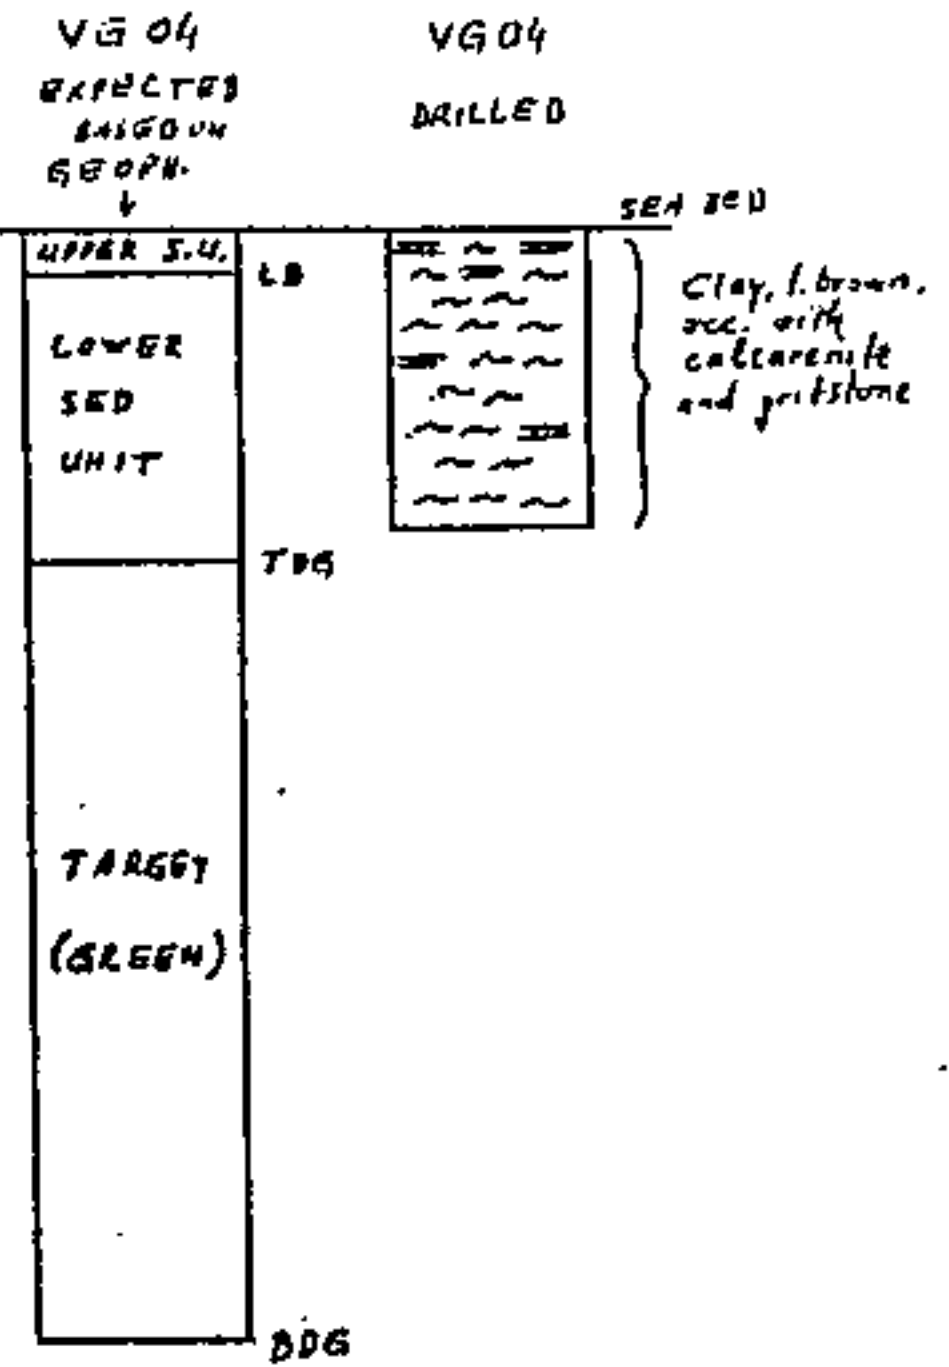 VG 04
EXPECTED
BASED ON
GEOPH.
VG 04
DRILLED
SEA BED
UPPER S.U.
LB
LOWER
SED
UNIT
Clay, l. brown,
occ. with
calcarenite
and gritstone
TDG
TARGET
(GREEN)
BDG